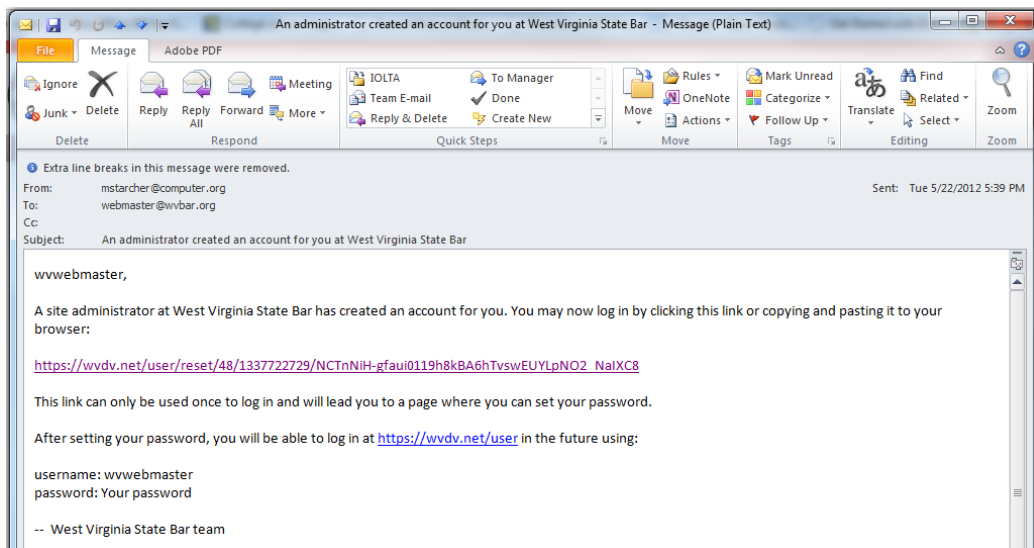 An administrator created an account for you at West Virginia State Bar - Message (Plain Text)
File Message Adobe PDF
Ignore
Junk
Delete
Reply
Reply All
Forward
Meeting
More
IOLTA
Team E-mail
Reply & Delete
To Manager
Done
Create New
Move
Rules
OneNote
Actions
Mark Unread
Categorize
Follow Up
Translate
Find
Related
Select
Zoom
Delete Respond Quick Steps Move Tags Editing Zoom
Extra line breaks in this message were removed.
From: mstarcher@computer.org Sent: Tue 5/22/2012 5:39 PM
To: webmaster@wvbar.org
Cc:
Subject: An administrator created an account for you at West Virginia State Bar
wvwebmaster,
A site administrator at West Virginia State Bar has created an account for you. You may now log in by clicking this link or copying and pasting it to your
browser:
https://wvdv.net/user/reset/48/1337722729/NCTnNiH-gfaui0119h8kBA6hTvswEUYLpNO2_NaIXC8
This link can only be used once to log in and will lead you to a page where you can set your password.
After setting your password, you will be able to log in at https://wvdv.net/user in the future using:
username: wvwebmaster
password: Your password
-- West Virginia State Bar team